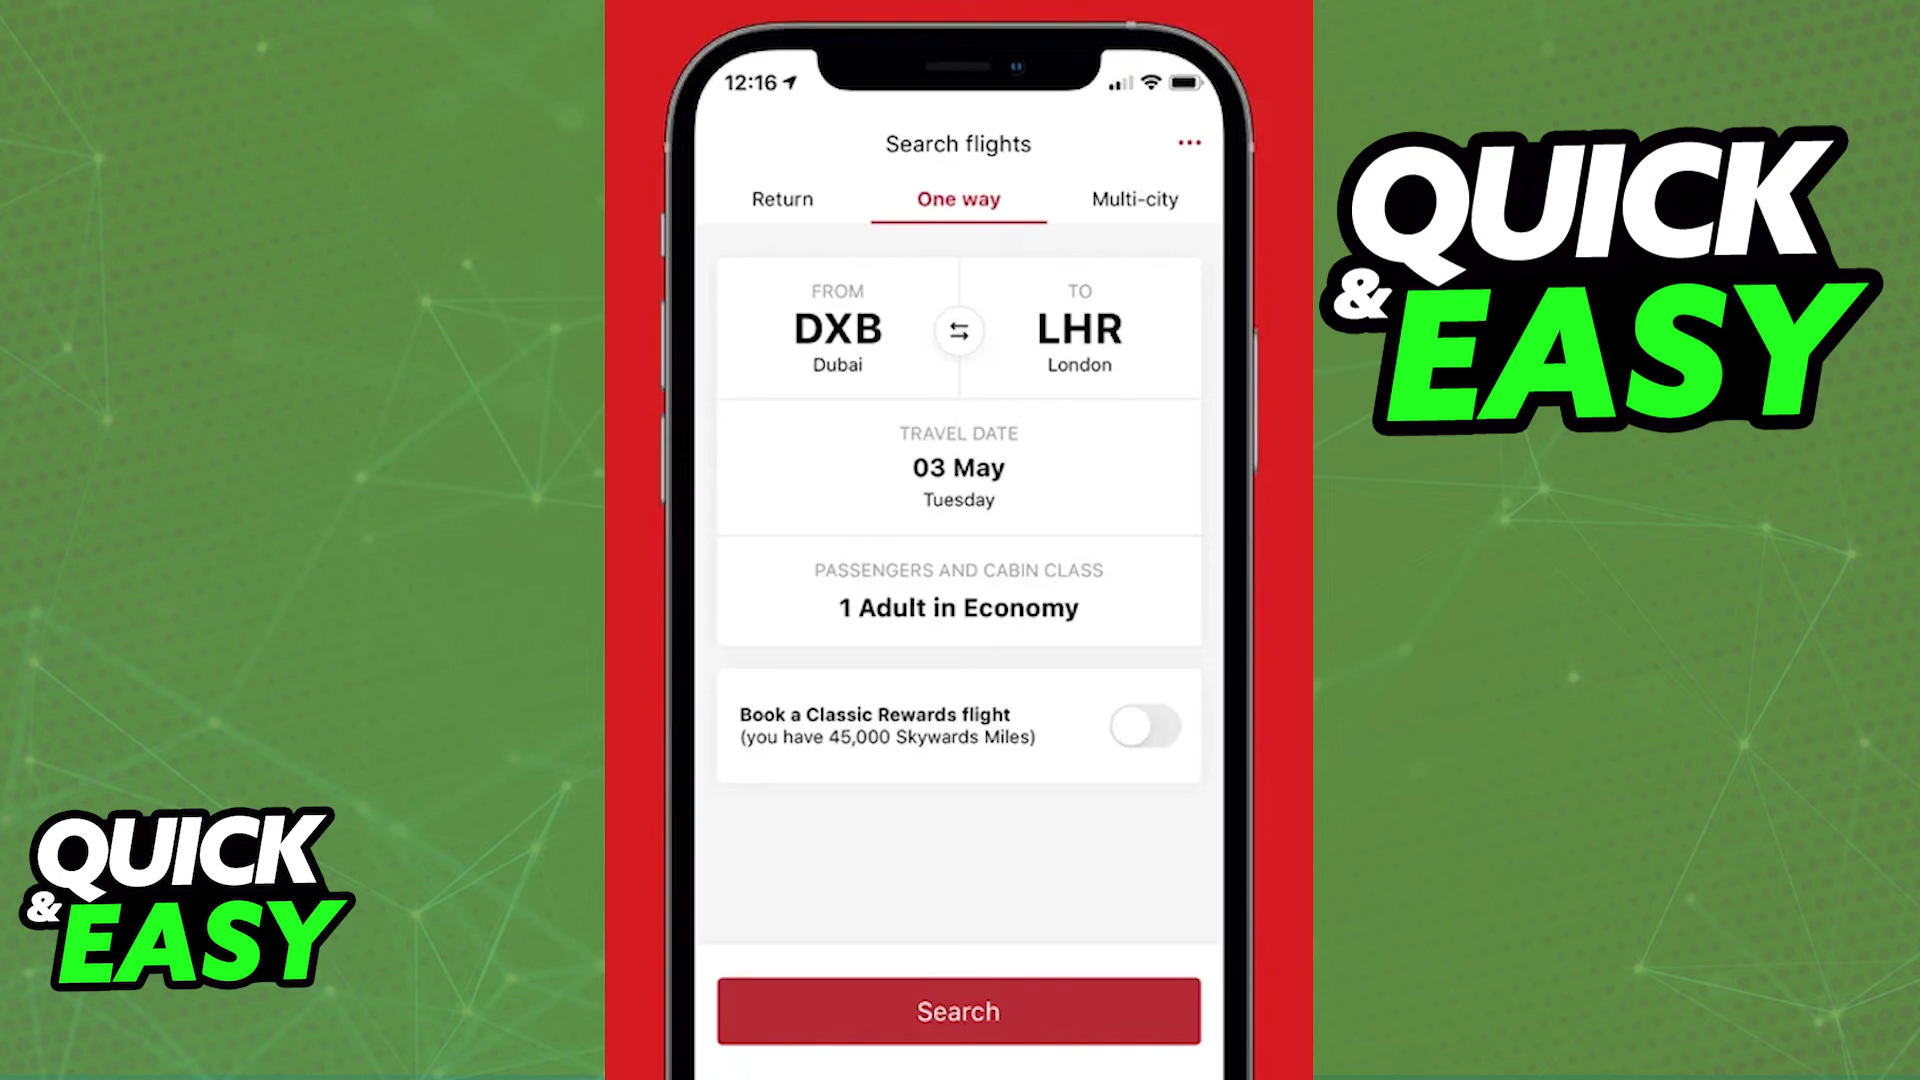 12:16
Search flights
Return
One way
Multi-city
FROM
DXB
Dubai
TO
LHR
London
TRAVEL DATE
03 May
Tuesday
PASSENGERS AND CABIN CLASS
1 Adult in Economy
Book a Classic Rewards flight
(you have 45,000 Skywards Miles)
Search
QUICK
& EASY
QUICK
& EASY